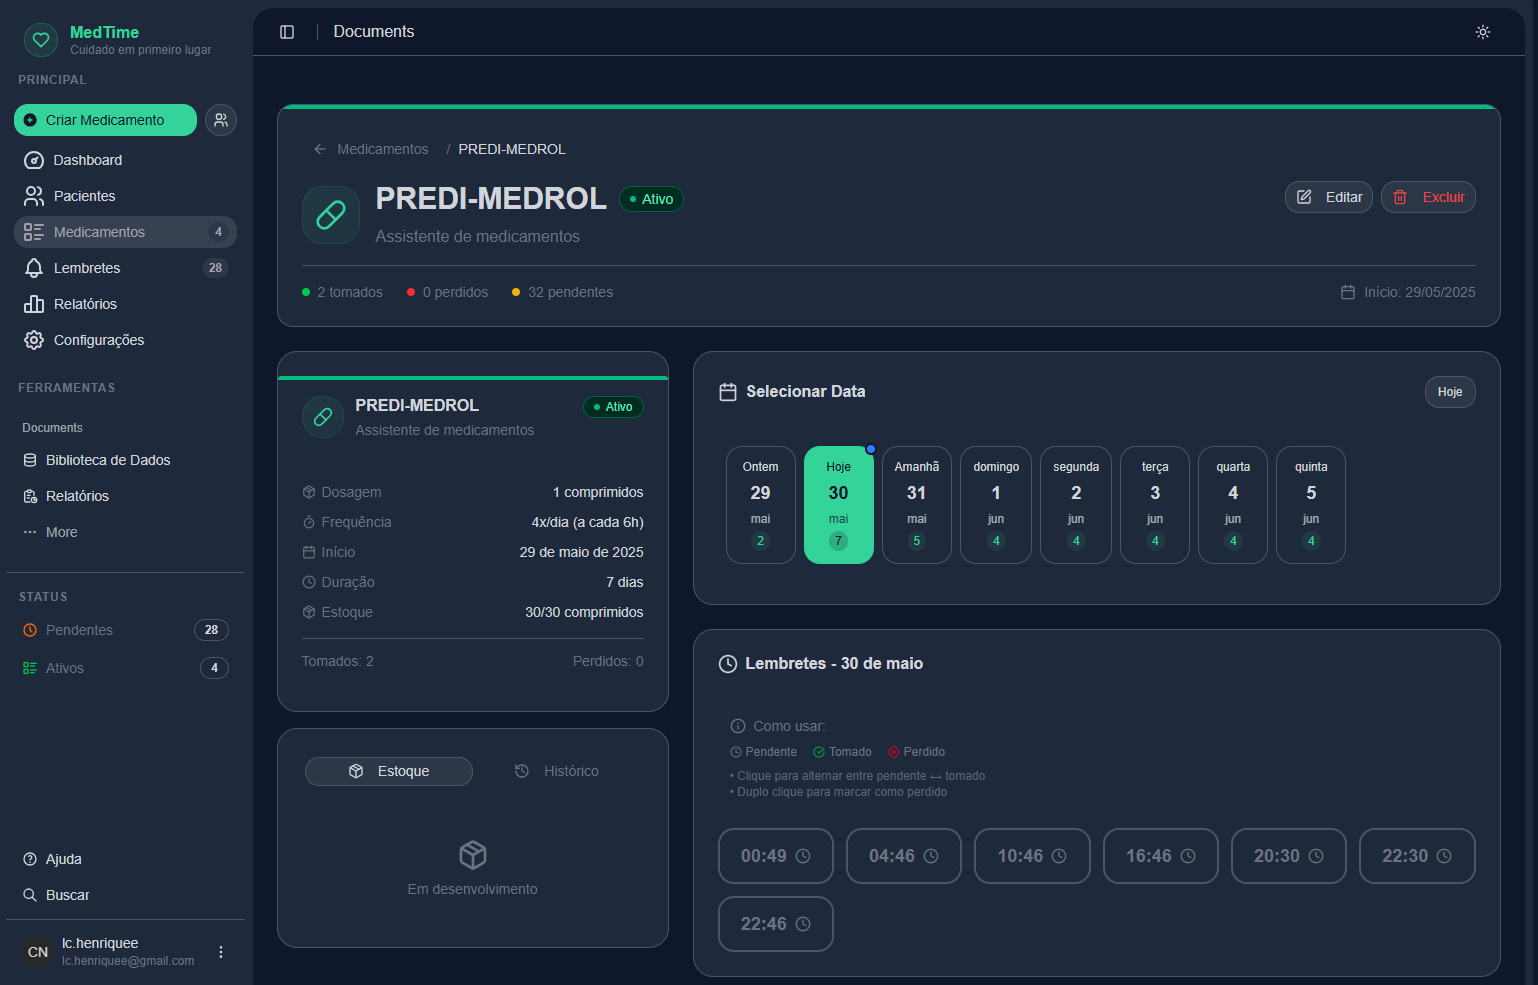 MedTime
Cuidado em primeiro lugar
PRINCIPAL
Criar Medicamento
Dashboard
Pacientes
Medicamentos 4
Lembretes 28
Relatórios
Configurações
FERRAMENTAS
Documents
Biblioteca de Dados
Relatórios
More
STATUS
Pendentes 28
Ativos 4
Ajuda
Buscar
CN
lc.henriquee
lc.henriquee@gmail.com
Documents
Medicamentos / PREDI-MEDROL
PREDI-MEDROL Ativo
Assistente de medicamentos
Editar Excluir
2 tomados 0 perdidos 32 pendentes Início: 29/05/2025
PREDI-MEDROL Ativo
Assistente de medicamentos
Dosagem 1 comprimidos
Frequência 4x/dia (a cada 6h)
Início 29 de maio de 2025
Duração 7 dias
Estoque 30/30 comprimidos
Tomados: 2 Perdidos: 0
Estoque Histórico
Em desenvolvimento
Selecionar Data Hoje
Ontem Hoje Amanhã domingo segunda terça quarta quinta
29 30 31 1 2 3 4 5
mai mai mai jun jun jun jun jun
2 7 5 4 4 4 4 4
Lembretes - 30 de maio
Como usar:
Pendente Tomado Perdido
• Clique para alternar entre pendente ↔ tomado
• Duplo clique para marcar como perdido
00:49 04:46 10:46 16:46 20:30 22:30
22:46